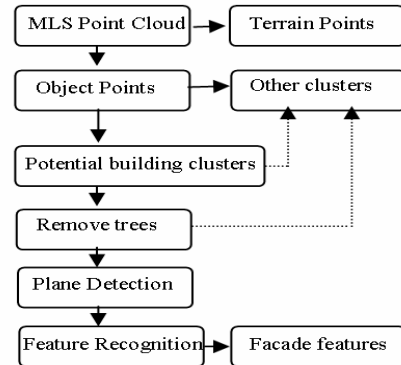 MLS Point Cloud
Terrain Points
Object Points
Other clusters
Potential building clusters
Remove trees
Plane Detection
Feature Recognition
Facade features